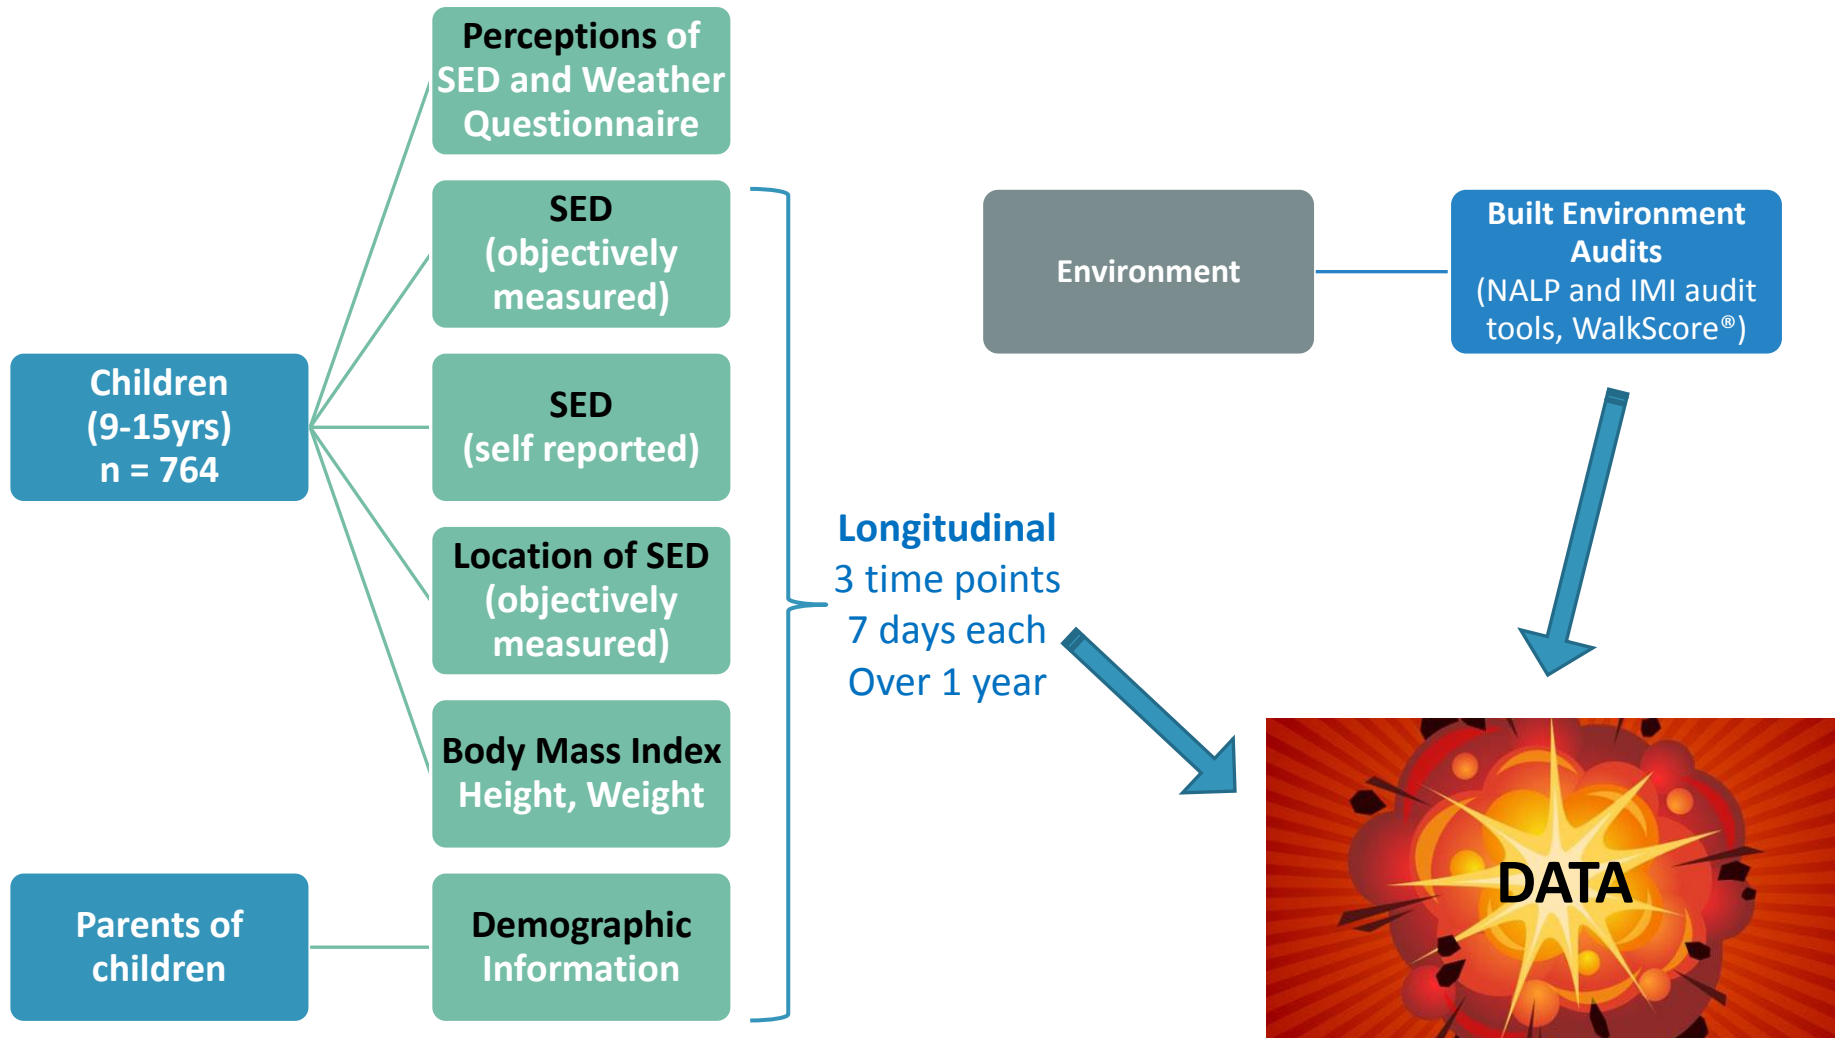 Perceptions of
SED and Weather
Questionnaire
SED
(objectively
measured)
SED
(self reported)
Location of SED
(objectively
measured)
Body Mass Index
Height, Weight
Demographic
Information
Children
(9-15yrs)
n = 764
Parents of
children
Longitudinal
3 time points
7 days each
Over 1 year
Environment
Built Environment
Audits
(NALP and IMI audit
tools, WalkScore®)
DATA